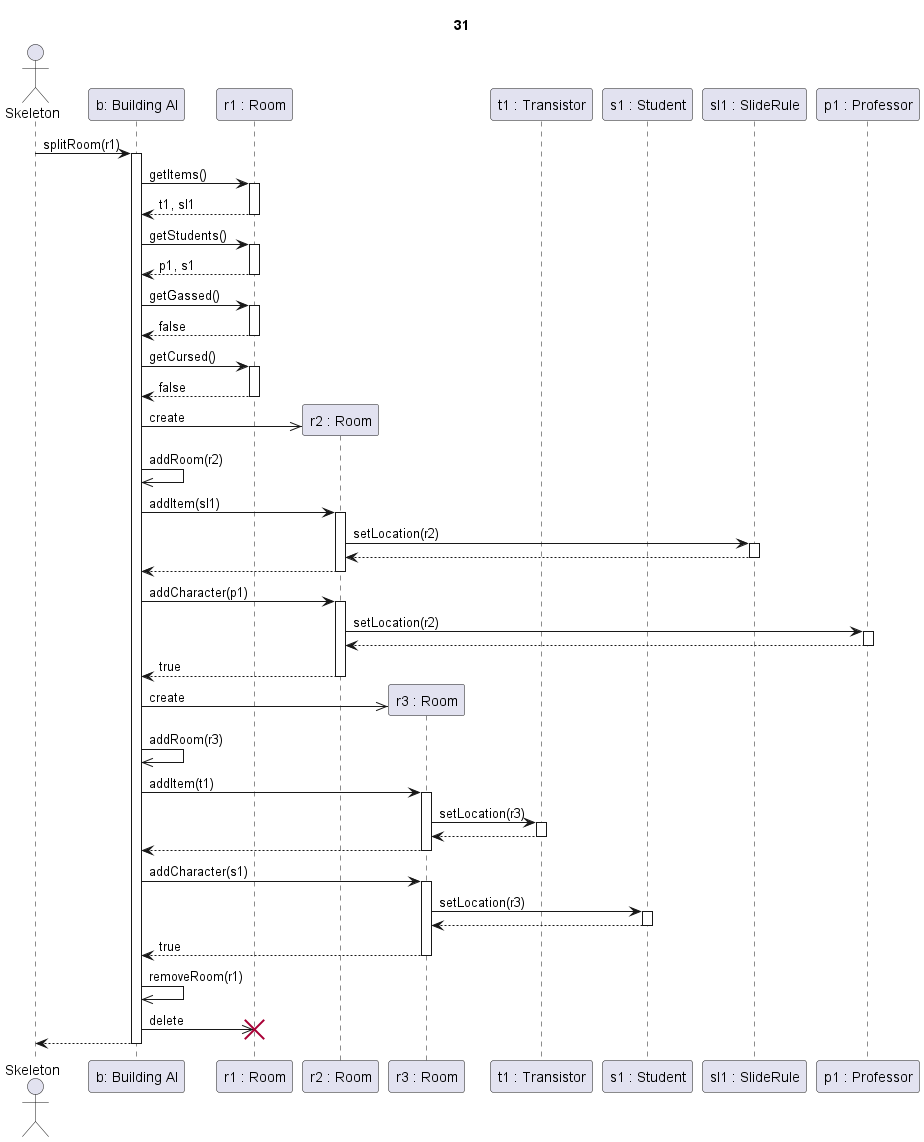 31
Skeleton
b: Building AI
r1 : Room
t1 : Transistor
s1 : Student
sl1 : SlideRule
p1 : Professor
splitRoom(r1)
getItems()
t1, sl1
getStudents()
p1, s1
getGassed()
false
getCursed()
false
create
r2 : Room
addRoom(r2)
addItem(sl1)
setLocation(r2)
addCharacter(p1)
setLocation(r2)
true
create
r3 : Room
addRoom(r3)
addItem(t1)
setLocation(r3)
addCharacter(s1)
setLocation(r3)
true
removeRoom(r1)
delete
Skeleton
b: Building AI
r1 : Room
r2 : Room
r3 : Room
t1 : Transistor
s1 : Student
sl1 : SlideRule
p1 : Professor